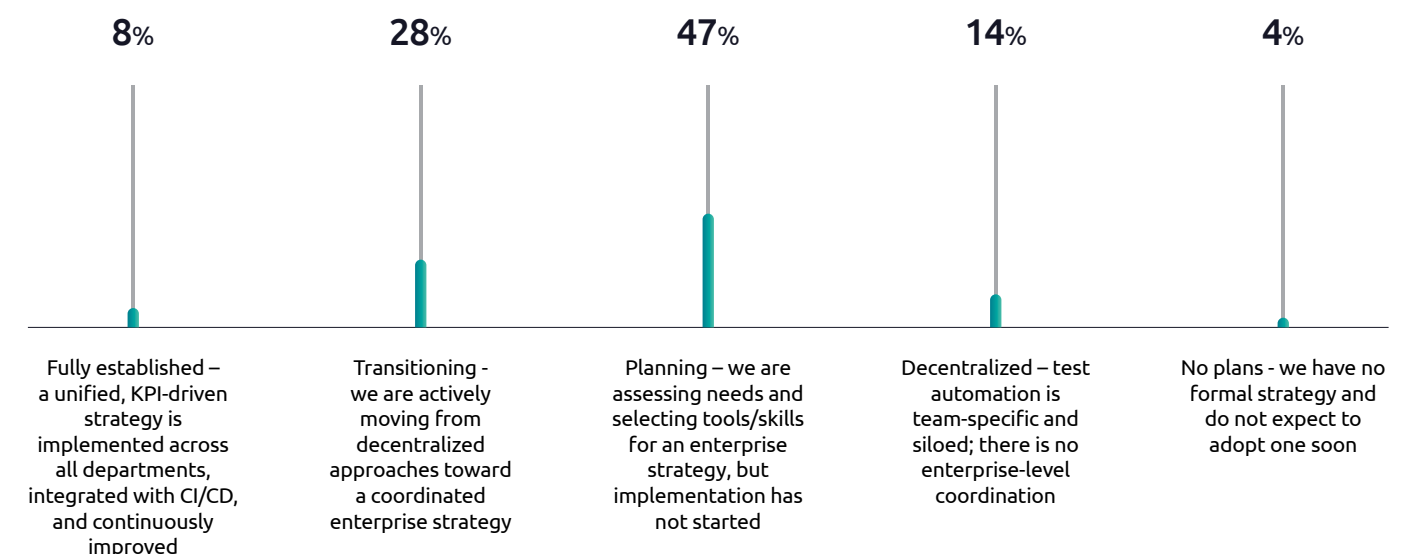 8%
28%
47%
14%
4%
Fully established –
a unified, KPI-driven
strategy is
implemented across
all departments,
integrated with CI/CD,
and continuously
improved
Transitioning -
we are actively
moving from
decentralized
approaches toward
a coordinated
enterprise strategy
Planning – we are
assessing needs and
selecting tools/skills
for an enterprise
strategy, but
implementation has
not started
Decentralized – test
automation is
team-specific and
siloed; there is no
enterprise-level
coordination
No plans - we have no
formal strategy and
do not expect to
adopt one soon